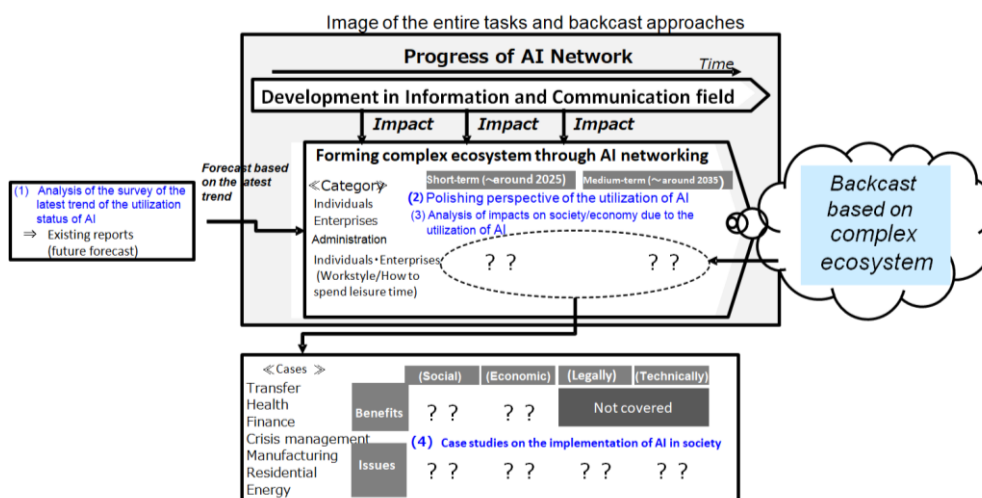 Image of the entire tasks and backcast approaches
Progress of AI Network
Time
Development in Information and Communication field
Impact
Impact
Impact
Forecast based
on the latest
trend
(1) Analysis of the survey of the
latest trend of the utilization
status of AI
⇒ Existing reports
(future forecast)
Forming complex ecosystem through AI networking
≪Category≫
Short-term (~around 2025)
Medium-term (~around 2035)
Individuals
Enterprises
Administration
Individuals・Enterprises
(Workstyle/How to
spend leisure time)
(2) Polishing perspective of the utilization of AI
(3) Analysis of impacts on society/economy due to the
utilization of AI
? ?
? ?
Backcast
based on
complex
ecosystem
≪Cases ≫
Transfer
Health
Finance
Crisis management
Manufacturing
Residential
Energy
(Social)
(Economic)
(Legally)
(Technically)
Benefits
? ?
? ?
Not covered
(4) Case studies on the implementation of AI in society
Issues
? ?
? ?
? ?
? ?